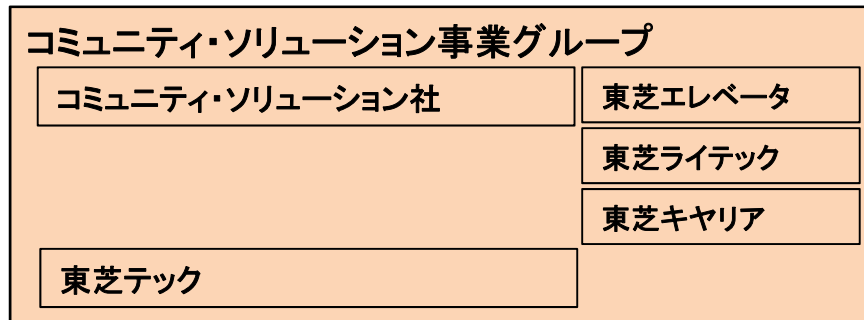 コミュニティ・ソリューション事業グループ
コミュニティ・ソリューション社
東芝エレベータ
東芝ライテック
東芝キヤリア
東芝テック